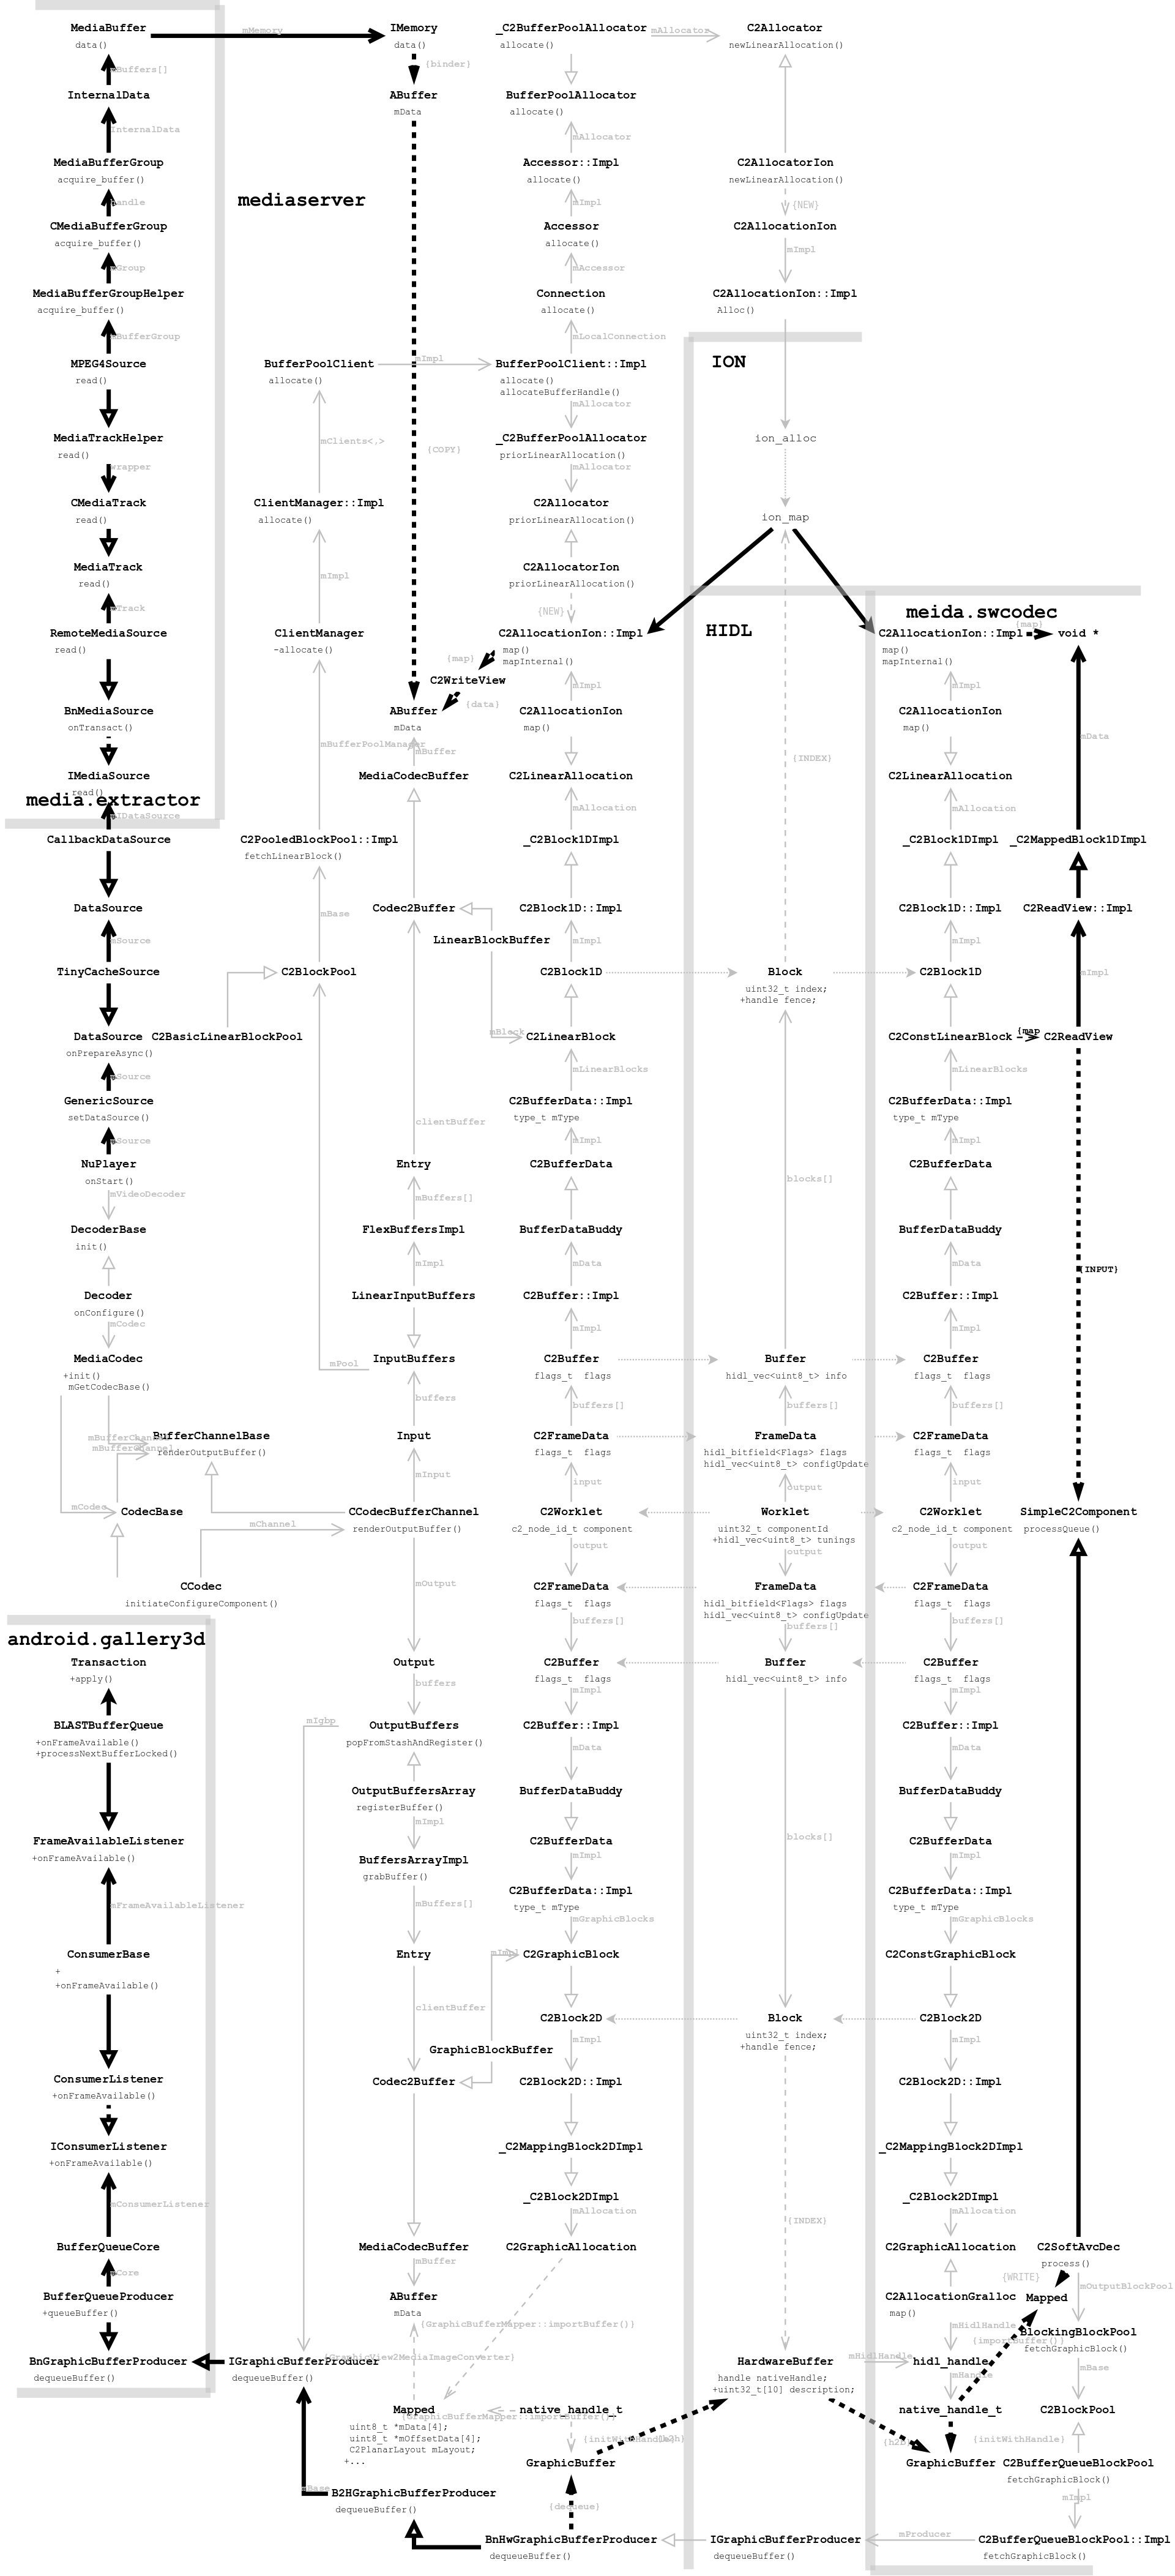 MediaBuffer
data()
mMemory
IMemory
data()
_C2BufferPoolAllocator
allocate()
mAllocator
C2Allocator
newLinearAllocation()
mBuffers[]
{binder}
InternalData
ABuffer
mData
BufferPoolAllocator
allocate()
InternalData
mAllocator
MediaBufferGroup
acquire_buffer()
Accessor::Impl
allocate()
C2AllocatorIon
newLinearAllocation()
mediaserver
handle
mImpl
{NEW}
CMediaBufferGroup
acquire_buffer()
Accessor
allocate()
C2AllocationIon
mImpl
mGroup
mAccessor
MediaBufferGroupHelper
acquire_buffer()
Connection
allocate()
C2AllocationIon::Impl
Alloc()
mBufferGroup
mLocalConnection
MPEG4Source
read()
BufferPoolClient
allocate()
mImpl
BufferPoolClient::Impl
allocate()
allocateBufferHandle()
ION
mAllocator
MediaTrackHelper
read()
mClients<,>
{COPY}
_C2BufferPoolAllocator
priorLinearAllocation()
ion_alloc
wrapper
mAllocator
CMediaTrack
read()
ClientManager::Impl
allocate()
C2Allocator
priorLinearAllocation()
ion_map
MediaTrack
read()
mImpl
C2AllocatorIon
priorLinearAllocation()
mTrack
{NEW}
meida.swcodec
RemoteMediaSource
read()
ClientManager
-allocate()
C2AllocationIon::Impl
map()
mapInternal()
HIDL
C2AllocationIon::Impl
map()
mapInternal()
{map}
void *
{map}
C2WriteView
{data}
mImpl
mImpl
BnMediaSource
onTransact()
ABuffer
mData
C2AllocationIon
map()
C2AllocationIon
map()
mBufferPoolManager
mBuffer
{INDEX}
mData
IMediaSource
read()
MediaCodecBuffer
C2LinearAllocation
C2LinearAllocation
media.extractor
mIDataSource
mAllocation
mAllocation
CallbackDataSource
C2PooledBlockPool::Impl
fetchLinearBlock()
_C2Block1DImpl
_C2Block1DImpl
_C2MappedBlock1DImpl
DataSource
mBase
Codec2Buffer
C2Block1D::Impl
C2Block1D::Impl
C2ReadView::Impl
mSource
LinearBlockBuffer
mImpl
mImpl
TinyCacheSource
C2BlockPool
C2Block1D
Block
uint32_t index;
+handle fence;
C2Block1D
mImpl
DataSource
onPrepareAsync()
C2BasicLinearBlockPool
mBlock
C2LinearBlock
C2ConstLinearBlock
{map
C2ReadView
mSource
mLinearBlocks
mLinearBlocks
GenericSource
setDataSource()
clientBuffer
C2BufferData::Impl
type_t mType
C2BufferData::Impl
type_t mType
mSource
mImpl
mImpl
NuPlayer
onStart()
Entry
C2BufferData
blocks[]
C2BufferData
mVideoDecoder
mBuffers[]
DecoderBase
init()
FlexBuffersImpl
BufferDataBuddy
BufferDataBuddy
mImpl
mData
mData
{INPUT}
Decoder
onConfigure()
LinearInputBuffers
C2Buffer::Impl
C2Buffer::Impl
mCodec
mImpl
mImpl
MediaCodec
+init()
mGetCodecBase()
mPool
InputBuffers
C2Buffer
flags_t flags
Buffer
hidl_vec<uint8_t> info
C2Buffer
flags_t flags
buffers
buffers[]
buffers[]
buffers[]
mBufferChannel
mBufferChannel
BufferChannelBase
renderOutputBuffer()
Input
C2FrameData
flags_t flags
FrameData
hidl_bitfield<Flags> flags
hidl_vec<uint8_t> configUpdate
C2FrameData
flags_t flags
mInput
input
output
input
mCodec
CodecBase
mChannel
CCodecBufferChannel
renderOutputBuffer()
C2Worklet
c2_node_id_t component
Worklet
uint32_t componentId
+hidl_vec<uint8_t> tunings
C2Worklet
c2_node_id_t component
SimpleC2Component
processQueue()
output
output
output
CCodec
initiateConfigureComponent()
mOutput
C2FrameData
flags_t flags
FrameData
hidl_bitfield<Flags> flags
hidl_vec<uint8_t> configUpdate
C2FrameData
flags_t flags
buffers[]
buffers[]
buffers[]
android.gallery3d
Transaction
+apply()
Output
C2Buffer
flags_t flags
Buffer
hidl_vec<uint8_t> info
C2Buffer
flags_t flags
buffers
mImpl
mImpl
mIgbp
BLASTBufferQueue
+onFrameAvailable()
+processNextBufferLocked()
OutputBuffers
popFromStashAndRegister()
C2Buffer::Impl
C2Buffer::Impl
mData
mData
OutputBuffersArray
registerBuffer()
BufferDataBuddy
BufferDataBuddy
mImpl
FrameAvailableListener
+onFrameAvailable()
BuffersArrayImpl
grabBuffer()
C2BufferData
blocks[]
C2BufferData
mImpl
mImpl
C2BufferData::Impl
type_t mType
C2BufferData::Impl
type_t mType
mFrameAvailableListener
mBuffers[]
mGraphicBlocks
mGraphicBlocks
ConsumerBase
+
+onFrameAvailable()
Entry
mImpl
C2GraphicBlock
C2ConstGraphicBlock
clientBuffer
C2Block2D
Block
uint32_t index;
+handle fence;
C2Block2D
GraphicBlockBuffer
mImpl
mImpl
ConsumerListener
+onFrameAvailable()
Codec2Buffer
C2Block2D::Impl
C2Block2D::Impl
IConsumerListener
+onFrameAvailable()
_C2MappingBlock2DImpl
_C2MappingBlock2DImpl
mConsumerListener
_C2Block2DImpl
_C2Block2DImpl
mAllocation
{INDEX}
mAllocation
BufferQueueCore
MediaCodecBuffer
C2GraphicAllocation
C2GraphicAllocation
C2SoftAvcDec
process()
mCore
mBuffer
{WRITE}
mOutputBlockPool
BufferQueueProducer
+queueBuffer()
ABuffer
mData
C2AllocationGralloc
map()
Mapped
{GraphicBufferMapper::importBuffer()}
mHidlHandle
{importBuffer()}
BlockingBlockPool
fetchGraphicBlock()
BnGraphicBufferProducer
dequeueBuffer()
IGraphicBufferProducer
dequeueBuffer()
{GraphicView2MediaImageConverter}
HardwareBuffer
handle nativeHandle;
+uint32_t[10] description;
mHidlHandle
hidl_handle
mHandle
mBase
Mapped
uint8_t *mData[4];
uint8_t *mOffsetData[4];
C2PlanarLayout mLayout;
+...
{GraphicBufferMapper::importBuffer()}
native_handle_t
native_handle_t
C2BlockPool
{initWithHandle}
{b2h}
{h2b}
{initWithHandle}
GraphicBuffer
GraphicBuffer
C2BufferQueueBlockPool
fetchGraphicBlock()
mBase
B2HGraphicBufferProducer
dequeueBuffer()
{dequeue}
mImpl
BnHwGraphicBufferProducer
dequeueBuffer()
IGraphicBufferProducer
dequeueBuffer()
mProducer
C2BufferQueueBlockPool::Impl
fetchGraphicBlock()